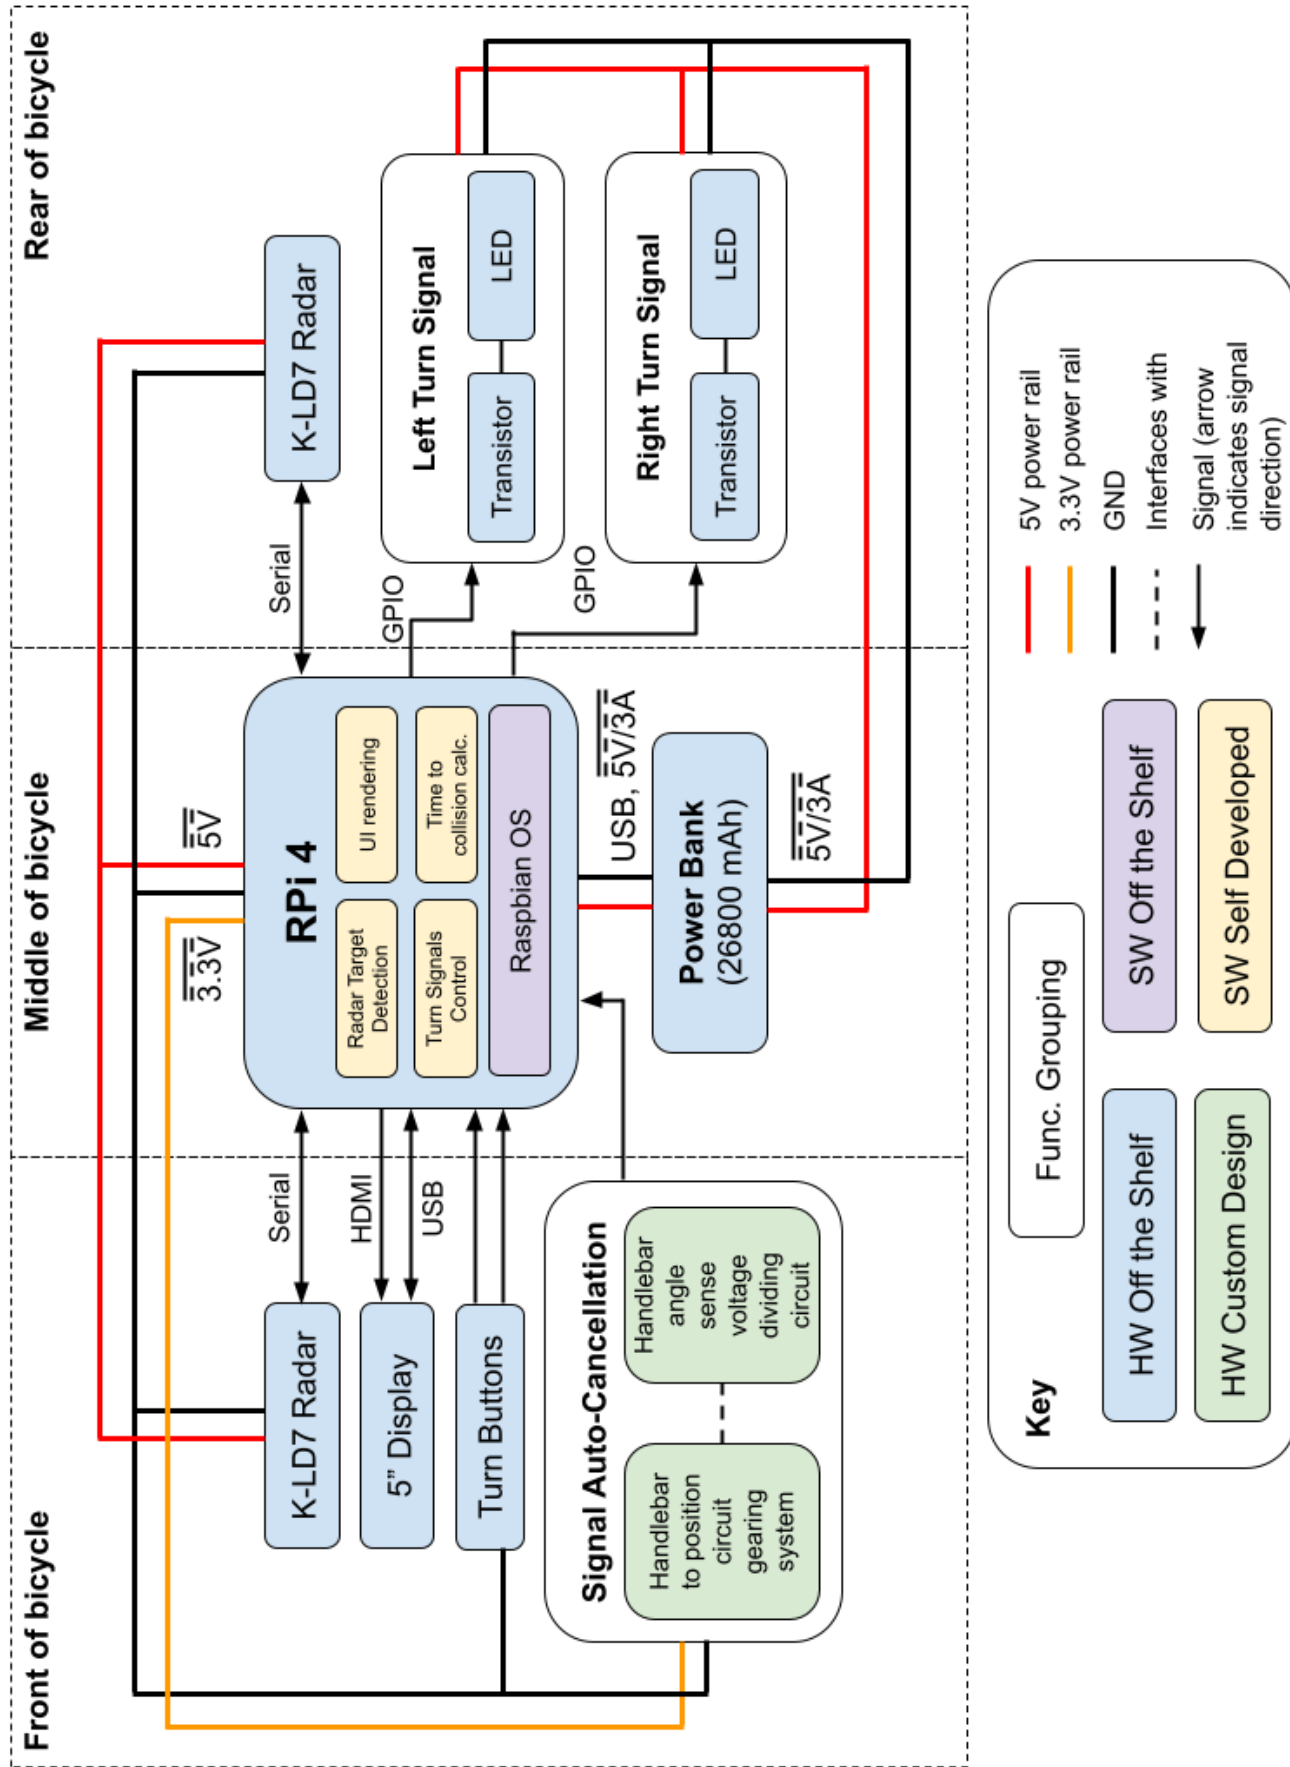 Front of bicycle
Middle of bicycle
Rear of bicycle
3.3V
5V
K-LD7 Radar
Serial
5” Display
HDMI
USB
Turn Buttons
Signal Auto-Cancellation
Handlebar
to position
circuit
gearing
system
Handlebar
angle
sense
voltage
dividing
circuit
RPi 4
Radar Target
Detection
UI rendering
Turn Signals
Control
Time to
collision calc.
Raspbian OS
USB, 5V/3A
Power Bank
(26800 mAh)
5V/3A
Serial
K-LD7 Radar
GPIO
Left Turn Signal
Transistor
LED
GPIO
Right Turn Signal
Transistor
LED
Key
Func. Grouping
HW Off the Shelf
SW Off the Shelf
HW Custom Design
SW Self Developed
5V power rail
3.3V power rail
GND
Interfaces with
Signal (arrow
indicates signal
direction)